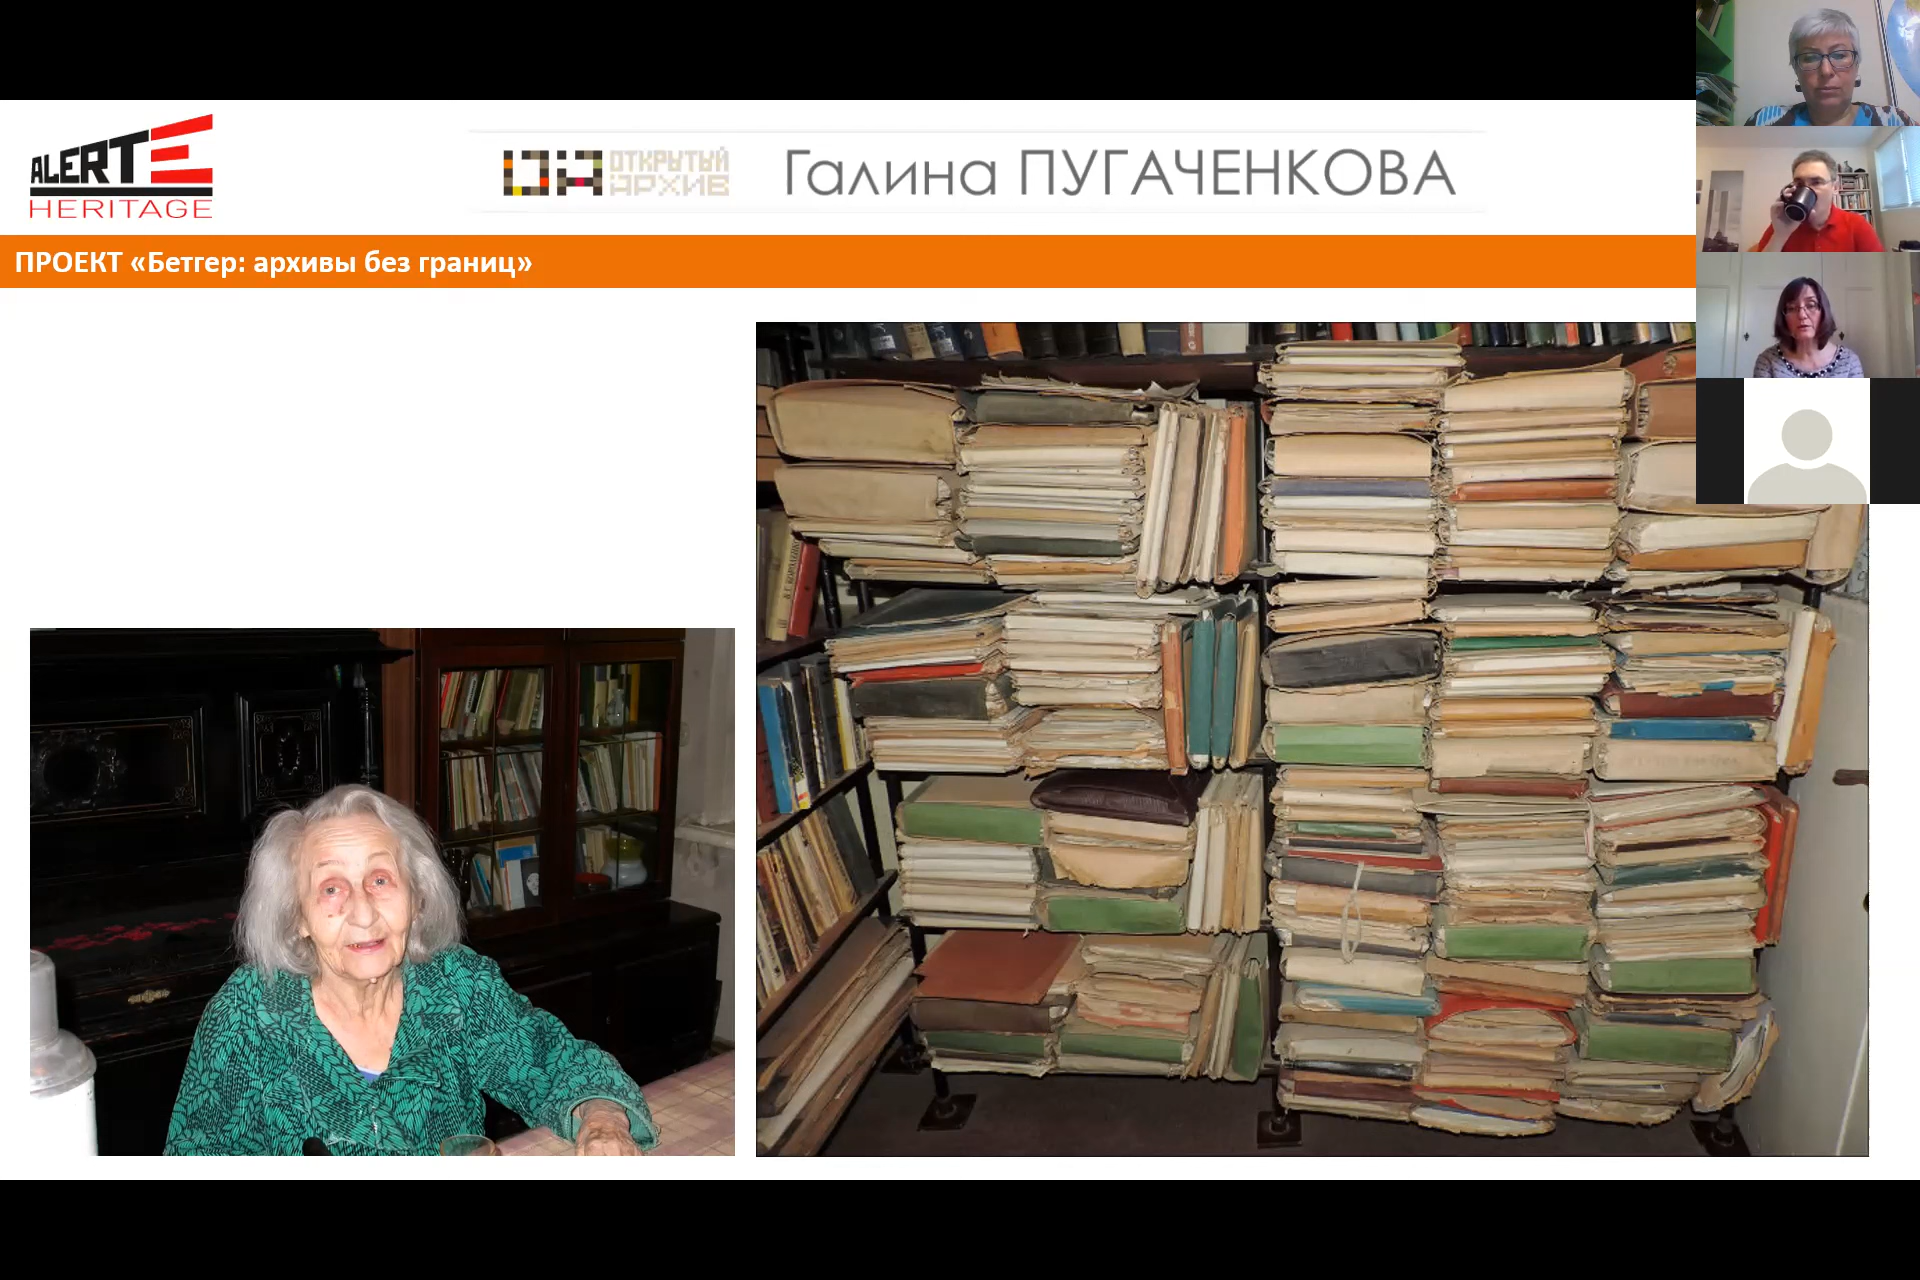 ALERTE
HERITAGE
ОТКРЫТЫЙ
АРХИВ
Галина ПУГАЧЕНКОВА
ПРОЕКТ «Бетгер: архивы без границ»